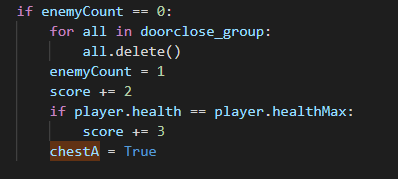 if enemyCount == 0:
    for all in doorclose_group:
        all.delete()
    enemyCount = 1
    score += 2
    if player.health == player.healthMax:
        score += 3
    chestA = True